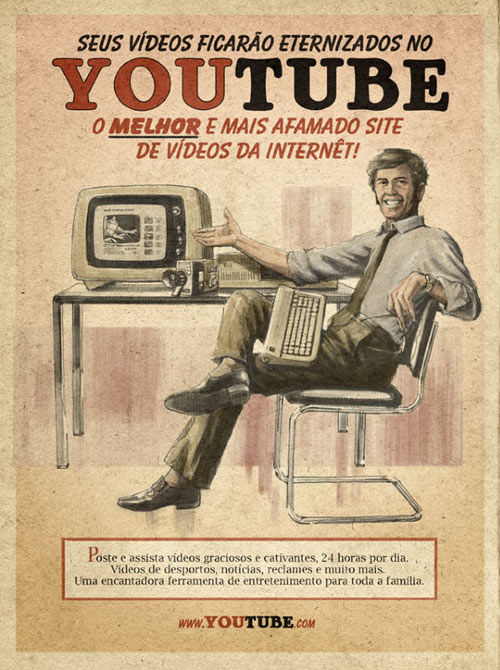 SEUS VÍDEOS FICARÃO ETERNIZADOS NO
YOUTUBE
O MELHOR E MAIS AFAMADO SITE
DE VÍDEOS DA INTERNÊT!
Poste e assista vídeos graciosos e cativantes, 24 horas por dia.
Vídeos de desportos, notícias, reclames e muito mais.
Uma encantadora ferramenta de entretenimento para toda a família.
WWW.YOUTUBE.COM